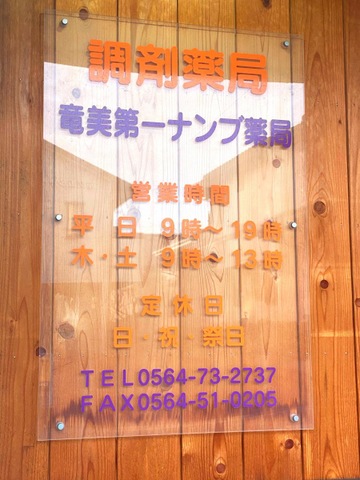 調剤薬局
竜美第一ナンブ薬局
営業時間
平日 9時~19時
木・土 9時~13時
定休日
日・祝・祭日
TEL0564-73-2737
FAX0564-51-0205